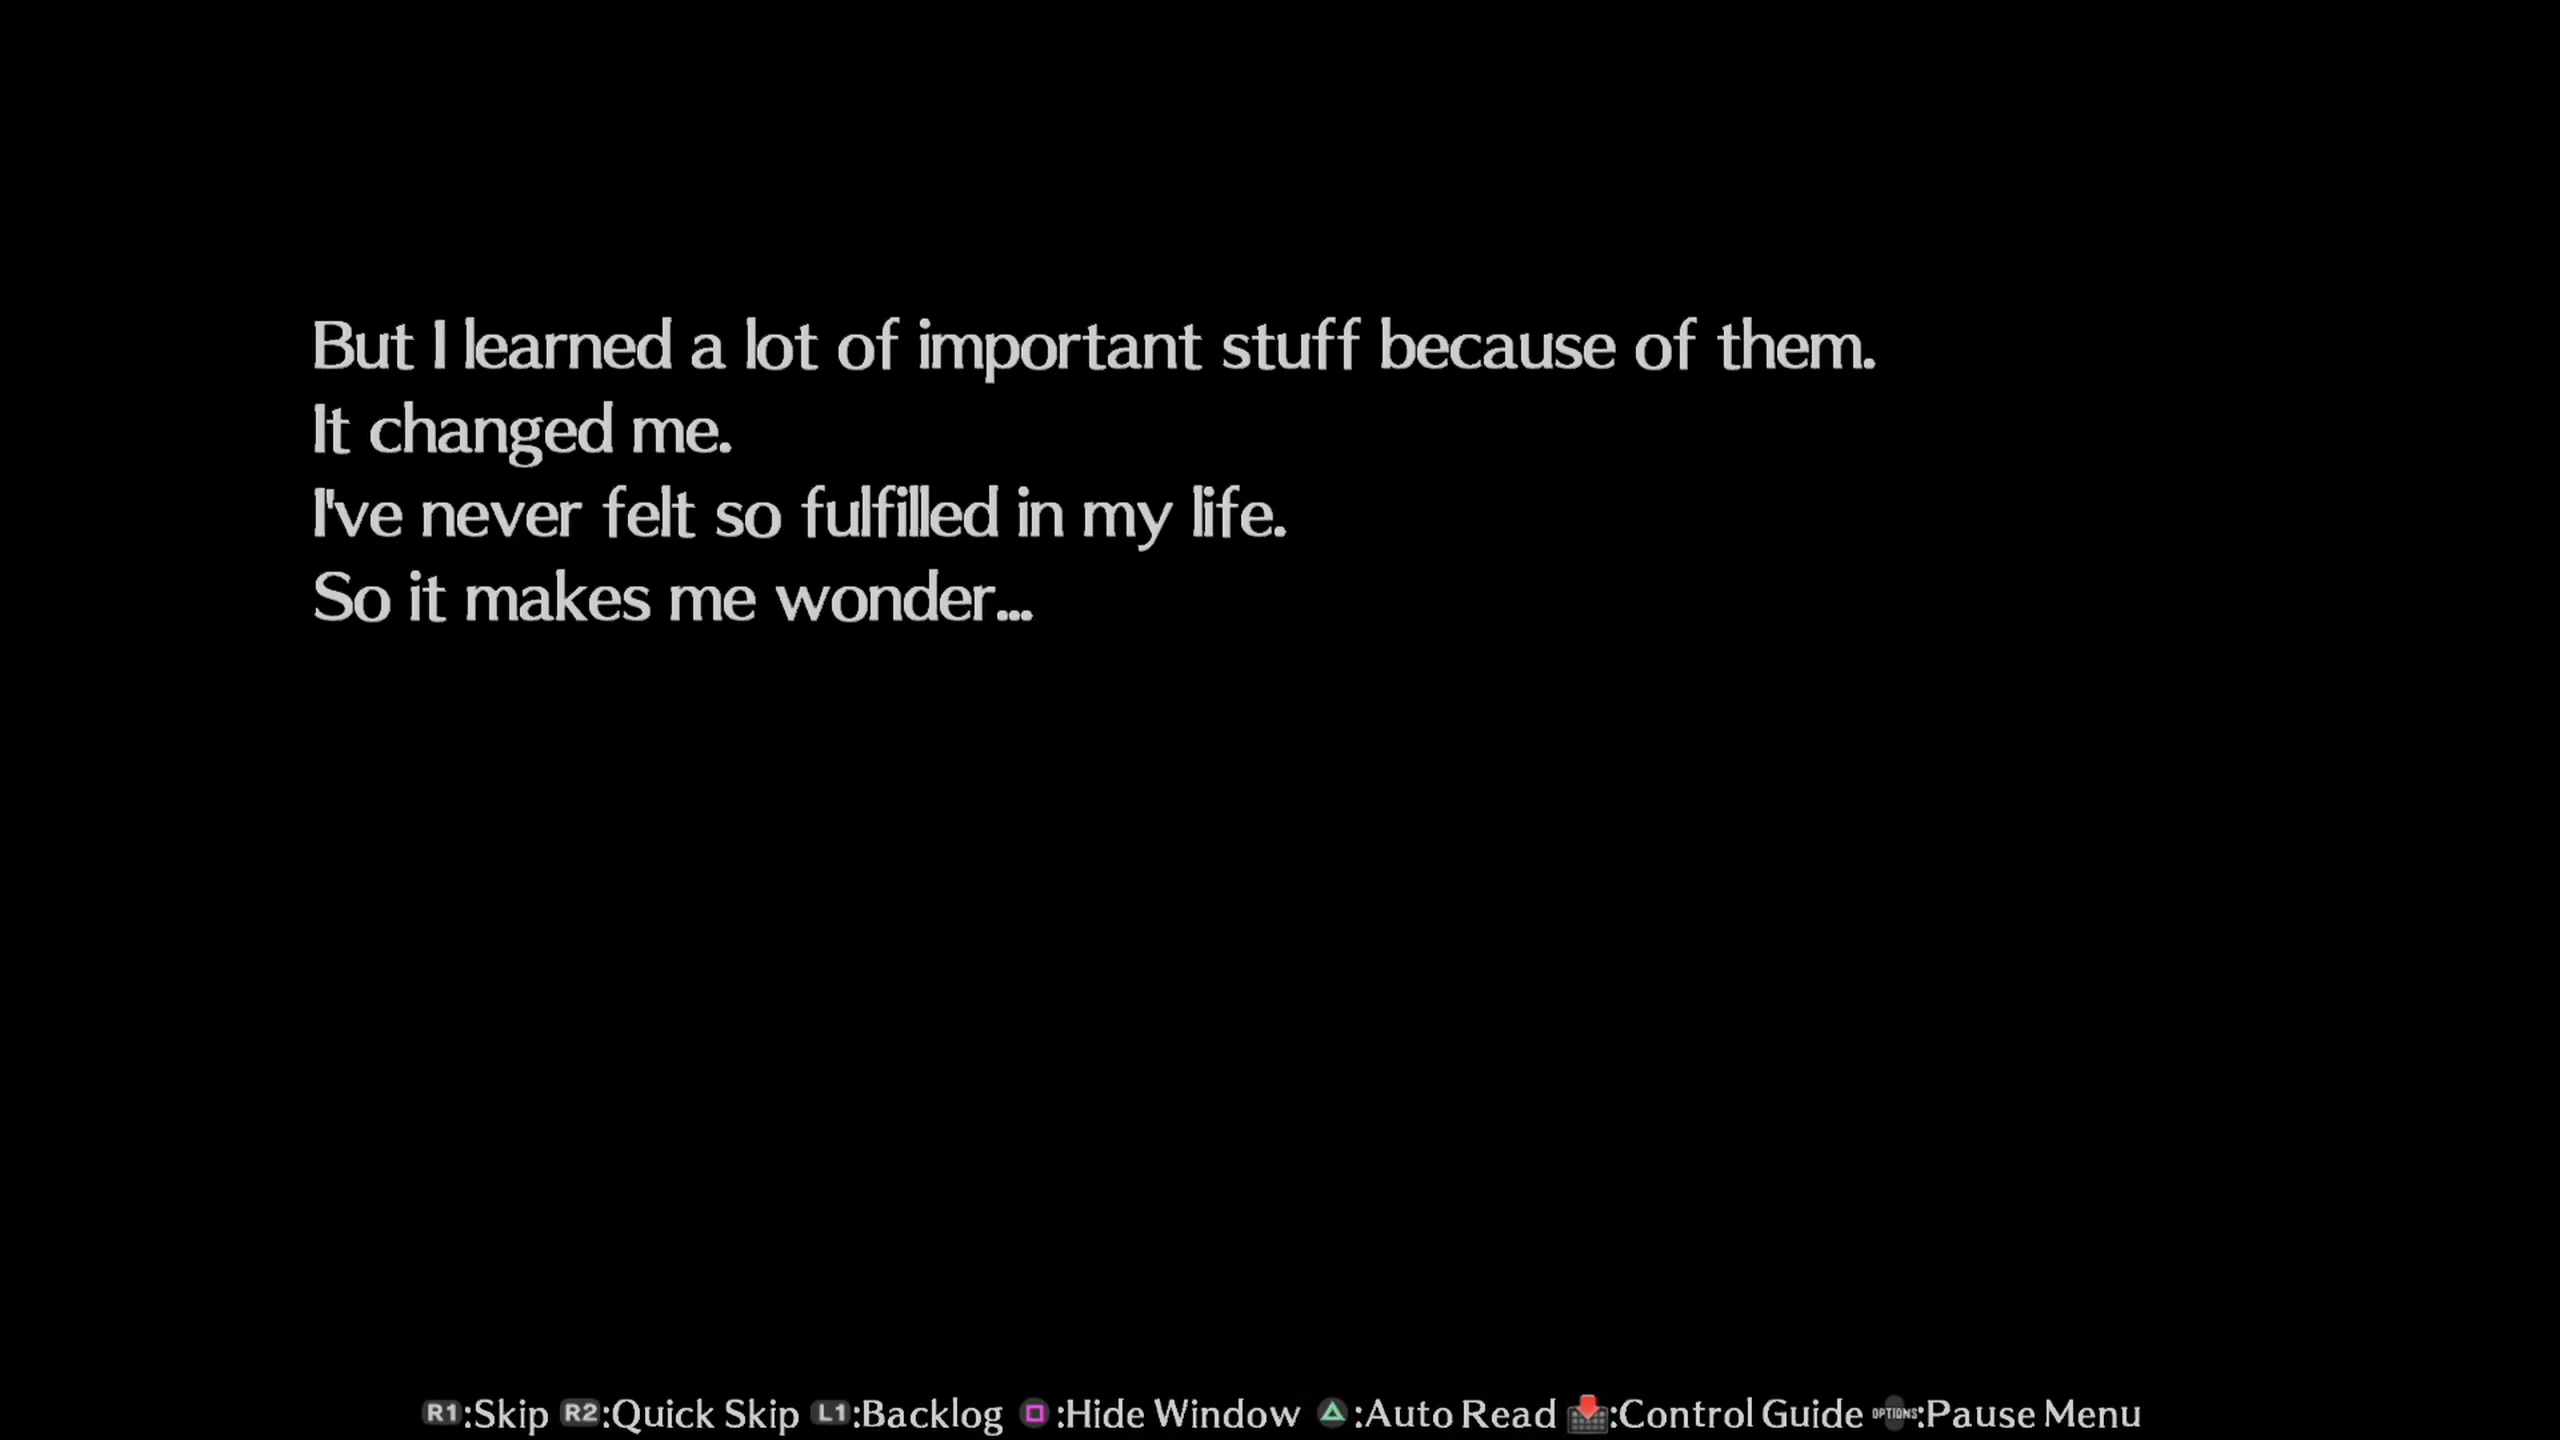 But I learned a lot of important stuff because of them.
It changed me.
I've never felt so fulfilled in my life.
So it makes me wonder...
R1:Skip R2:Quick Skip L1:Backlog :Hide Window :Auto Read :Control Guide OPTIONS:Pause Menu